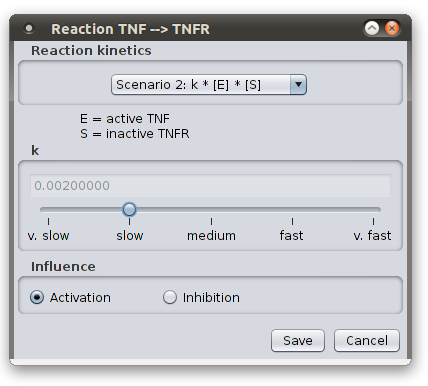 Reaction TNF --> TNFR
Reaction kinetics
Scenario 2: k * [E] * [S]
E = active TNF
S = inactive TNFR
k
0.00200000
v. slow slow medium fast v. fast
Influence
Activation Inhibition
Save Cancel